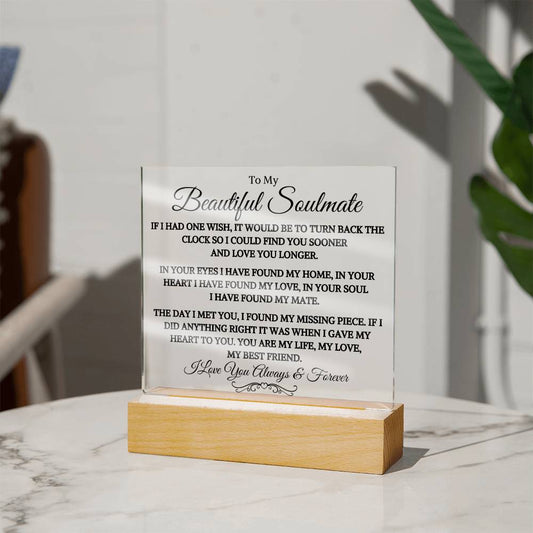 To My
Beautiful Soulmate
IF I HAD ONE WISH, IT WOULD BE TO TURN BACK THE
CLOCK SO I COULD FIND YOU SOONER
AND LOVE YOU LONGER.
IN YOUR EYES I HAVE FOUND MY HOME, IN YOUR
HEART I HAVE FOUND MY LOVE, IN YOUR SOUL
I HAVE FOUND MY MATE.
THE DAY I MET YOU, I FOUND MY MISSING PIECE. IF I
DID ANYTHING RIGHT IT WAS WHEN I GAVE MY
HEART TO YOU. YOU ARE MY LIFE, MY LOVE,
MY BEST FRIEND.
I Love You Always & Forever